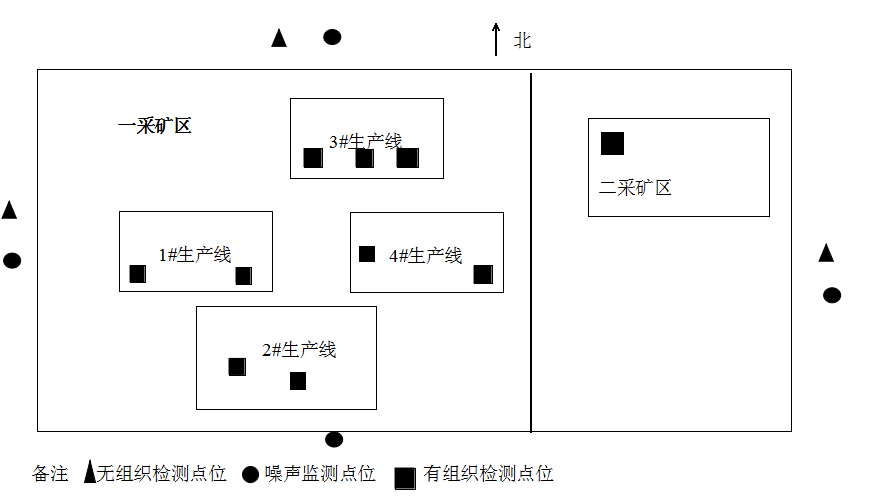 北
一采矿区
3#生产线
二采矿区
1#生产线
4#生产线
2#生产线
备注 无组织检测点位 噪声监测点位 有组织检测点位